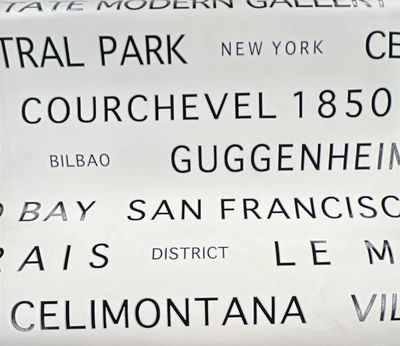 TATE MODERN GALLERY
TRAL PARK NEW YORK CE
COURCHEVEL 1850
BILBAO GUGGENHEIM
BAY SAN FRANCISC
RAIS DISTRICT LE M
CELIMONTANA VIL